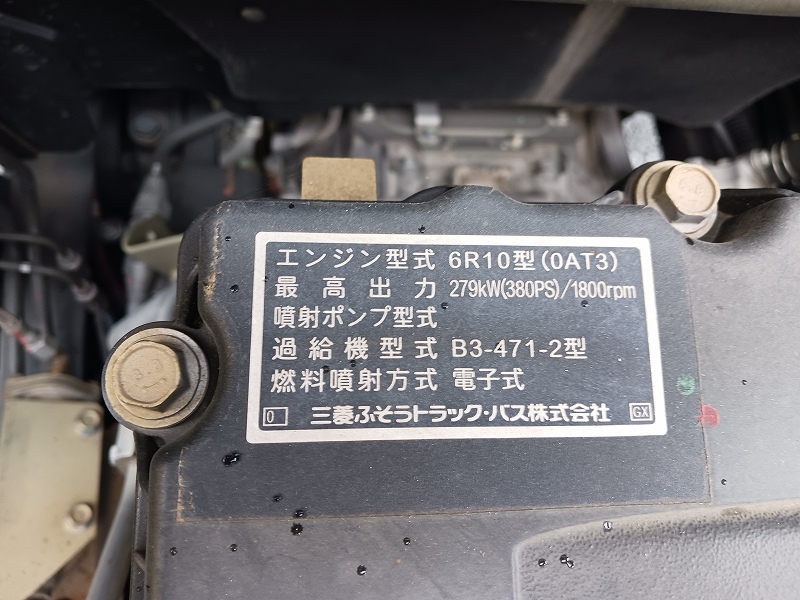 エンジン型式 6R10型(0AT3)
最高出力 279kW(380PS)/1800rpm
噴射ポンプ型式
過給機型式 B3-471-2型
燃料噴射方式 電子式
0 三菱ふそうトラック・バス株式会社 GX